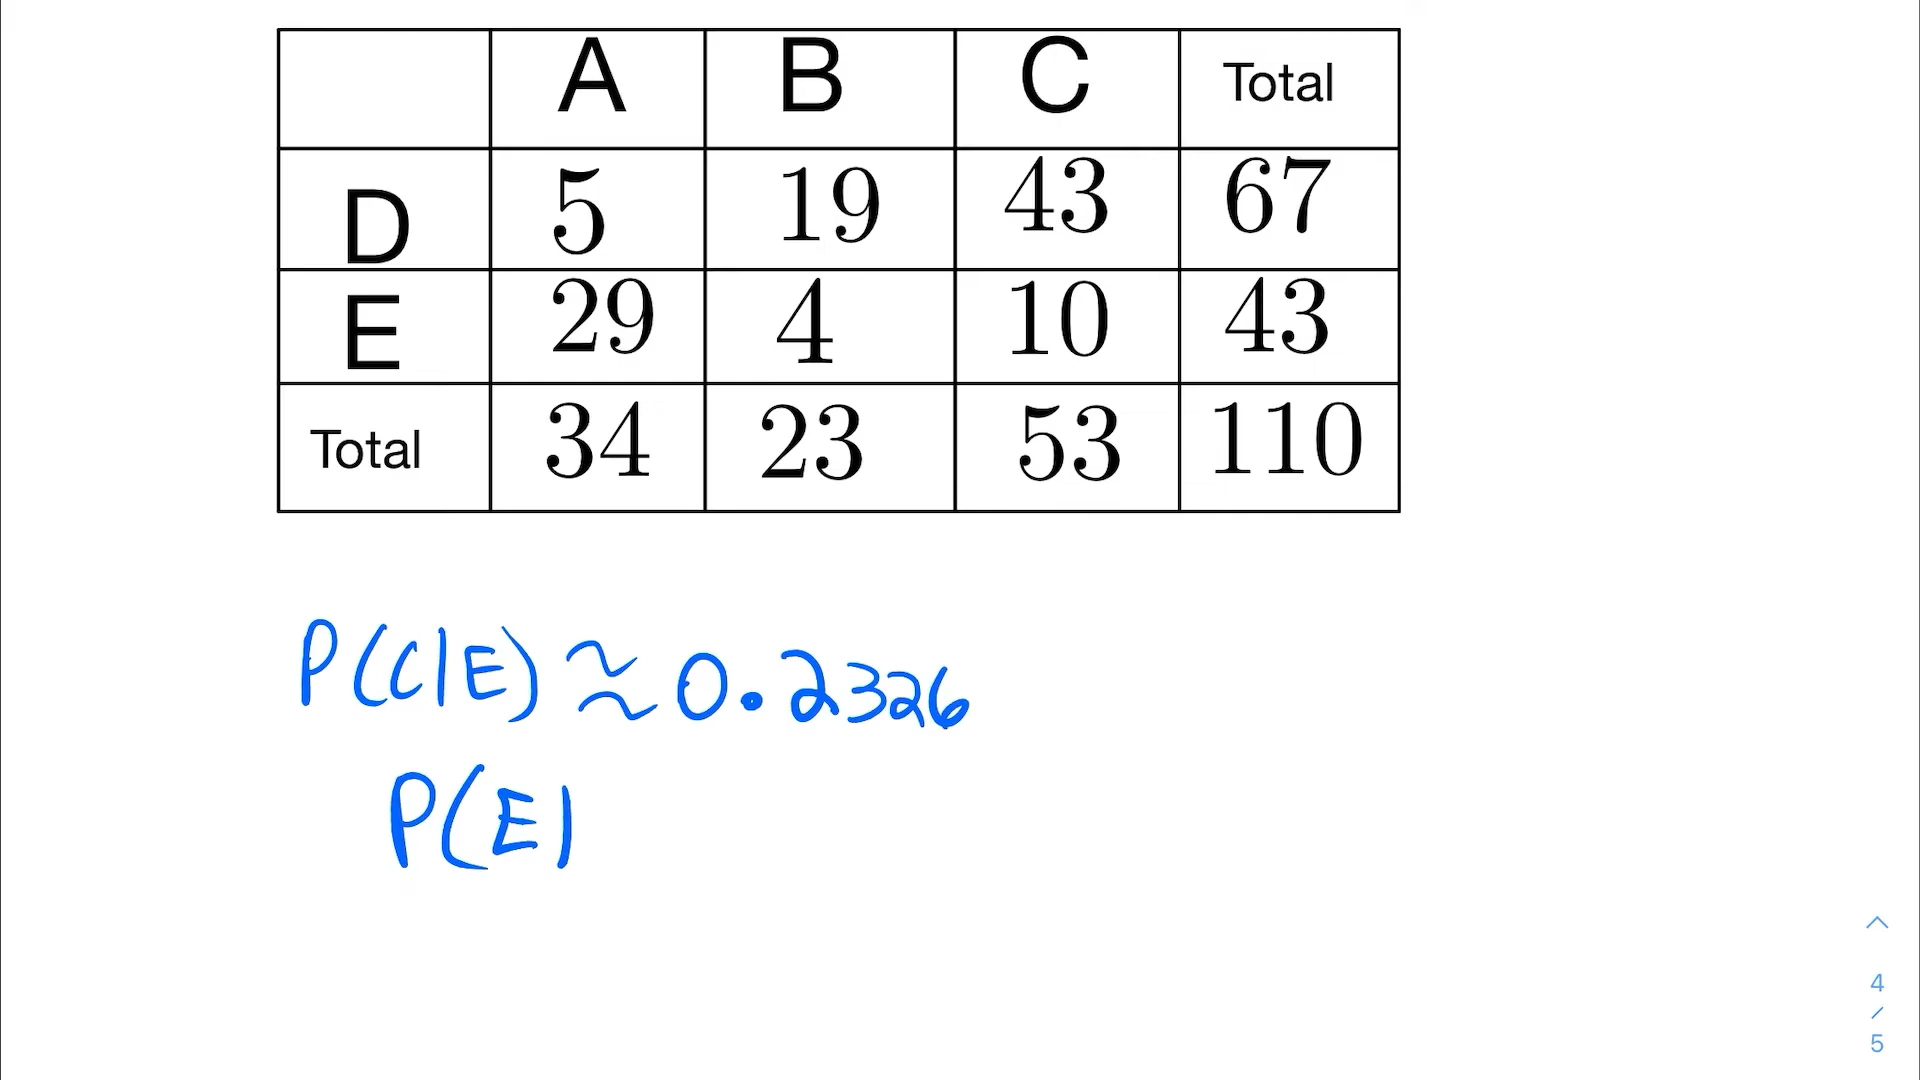 A B C Total
D 5 19 43 67
E 29 4 10 43
Total 34 23 53 110
P(C|E) ≈ 0.2326
P(E|
4
/
5